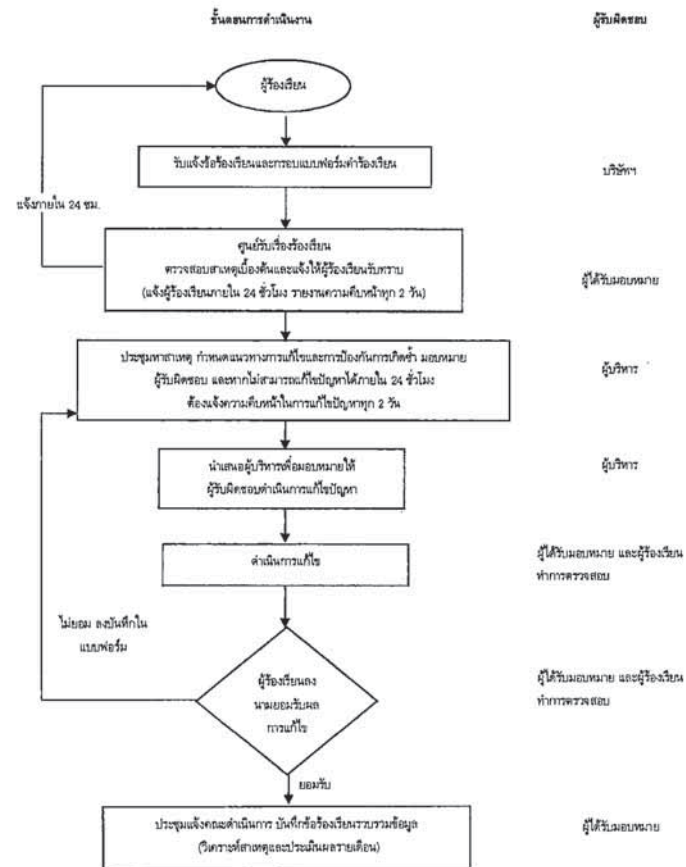 ขั้นตอนการดำเนินงาน
ผู้รับผิดชอบ
ผู้ร้องเรียน
รับแจ้งข้อร้องเรียนและกรอบแบบฟอร์มคำร้องเรียน
บริษัทฯ
แจ้งภายใน 24 ชม.
ศูนย์รับเรื่องร้องเรียน
ตรวจสอบสาเหตุเบื้องต้นและแจ้งให้ผู้ร้องเรียนรับทราบ
(แจ้งผู้ร้องเรียนภายใน 24 ชั่วโมง รายงานความคืบหน้าทุก 2 วัน)
ผู้ได้รับมอบหมาย
ประชุมหาสาเหตุ กำหนดแนวทางการแก้ไขและการป้องกันการเกิดซ้ำ มอบหมาย
ผู้รับผิดชอบ และหากไม่สามารถแก้ไขปัญหาได้ภายใน 24 ชั่วโมง
ต้องแจ้งความคืบหน้าในการแก้ไขปัญหาทุก 2 วัน
ผู้บริหาร
นำเสนอผู้บริหารเพื่อมอบหมายให้
ผู้รับผิดชอบดำเนินการแก้ไขปัญหา
ผู้บริหาร
ดำเนินการแก้ไข
ผู้ได้รับมอบหมาย และผู้ร้องเรียน
ทำการตรวจสอบ
ไม่ยอม ลงบันทึกใน
แบบฟอร์ม
ผู้ร้องเรียนลง
นามยอมรับผล
การแก้ไข
ผู้ได้รับมอบหมาย และผู้ร้องเรียน
ทำการตรวจสอบ
ยอมรับ
ประชุมแจ้งคณะดำเนินการ บันทึกข้อร้องเรียนรวบรวมข้อมูล
(วิเคราะห์สาเหตุและประเมินผลรายเดือน)
ผู้ได้รับมอบหมาย